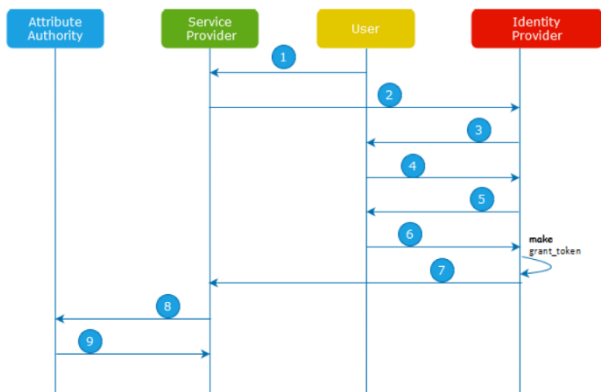 Attribute
Authority
Service
Provider
User
Identity
Provider
1
2
3
4
5
6
make
grant_token
7
8
9